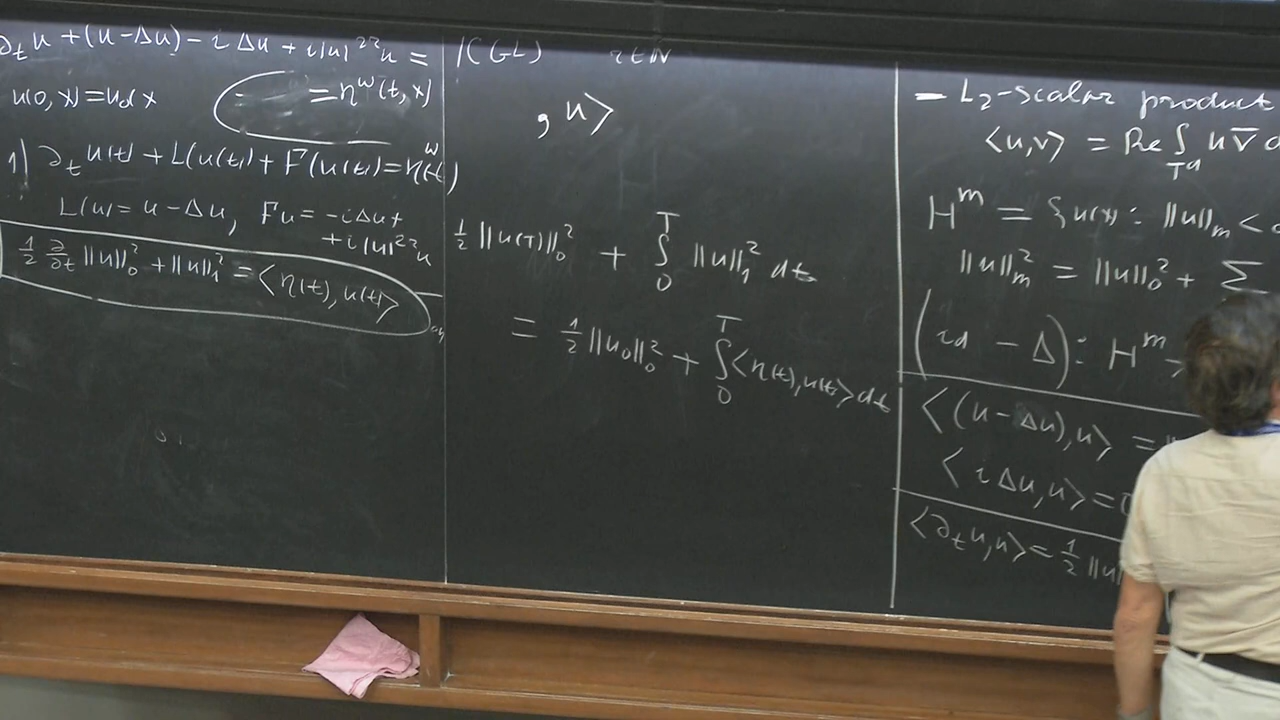 ∂_t u + (u-Δu) - i Δu + i|u|^{2r} u =
u(0,x) = u_0(x
= η^ω(t,x)
1) ∂_t u(t) + L(u(t)) + F(u(t)) = η^ω(t)
L(u) = u - Δu, Fu = -iΔu +
+ i|u|^{2r} u
½ ∂/∂t ‖u‖_0^2 + ‖u‖_1^2 = ⟨η(t), u(t)⟩
(CGL) r∈N
, u⟩
½ ‖u(T)‖_0^2 + ∫_0^T ‖u‖_1^2 dt
= ½ ‖u_0‖_0^2 + ∫_0^T ⟨η(t), u(t)⟩ dt
- L_2-scalar product
⟨u,v⟩ = Re ∫_{T^d} u v̄ d
H^m = {u(x) : ‖u‖_m <
‖u‖_m^2 = ‖u‖_0^2 + Σ
(id - Δ) : H^m →
⟨(u-Δu), u⟩ =
⟨iΔu, u⟩ = 0
⟨∂_t u, u⟩ = ½ ‖u